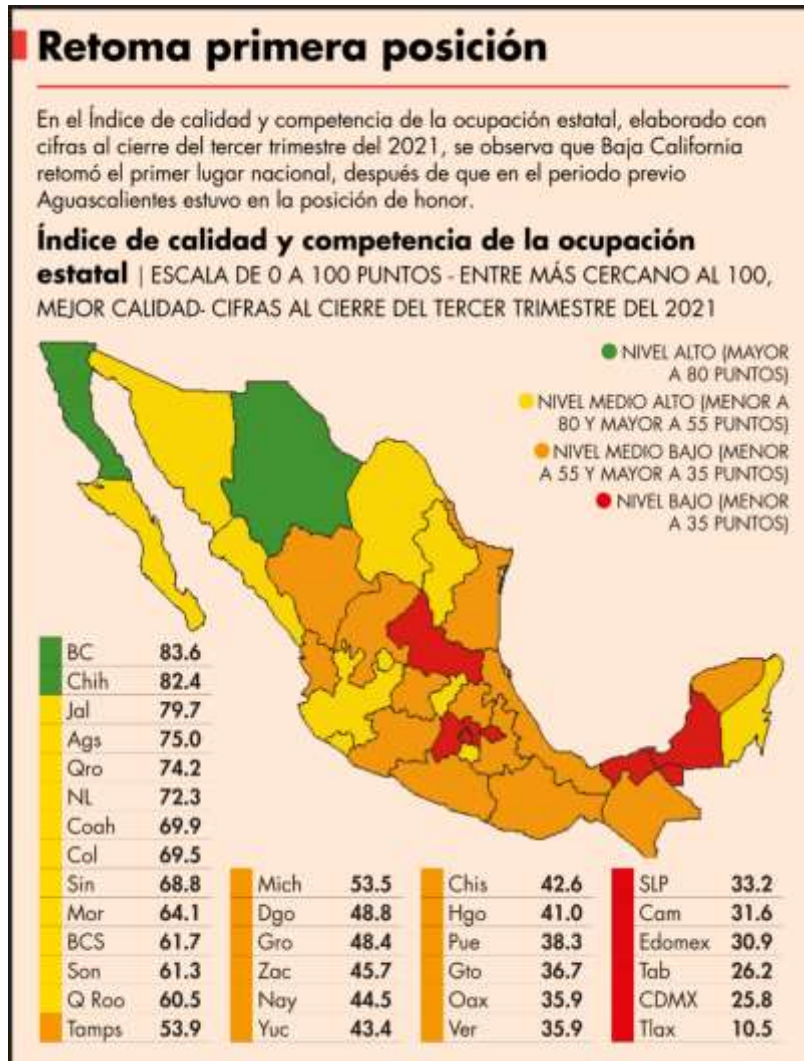 Retoma primera posición
En el Índice de calidad y competencia de la ocupación estatal, elaborado con
cifras al cierre del tercer trimestre del 2021, se observa que Baja California
retomó el primer lugar nacional, después de que en el periodo previo
Aguascalientes estuvo en la posición de honor.
Índice de calidad y competencia de la ocupación
estatal | ESCALA DE 0 A 100 PUNTOS - ENTRE MÁS CERCANO AL 100,
MEJOR CALIDAD- CIFRAS AL CIERRE DEL TERCER TRIMESTRE DEL 2021
NIVEL ALTO (MAYOR
A 80 PUNTOS)
NIVEL MEDIO ALTO (MENOR A
80 Y MAYOR A 55 PUNTOS)
NIVEL MEDIO BAJO (MENOR
A 55 Y MAYOR A 35 PUNTOS)
NIVEL BAJO (MENOR
A 35 PUNTOS)
BC 83.6
Chih 82.4
Jal 79.7
Ags 75.0
Qro 74.2
NL 72.3
Coah 69.9
Col 69.5
Sin 68.8
Mor 64.1
BCS 61.7
Son 61.3
Q Roo 60.5
Tamps 53.9
Mich 53.5
Dgo 48.8
Gro 48.4
Zac 45.7
Nay 44.5
Yuc 43.4
Chis 42.6
Hgo 41.0
Pue 38.3
Gto 36.7
Oax 35.9
Ver 35.9
SLP 33.2
Cam 31.6
Edomex 30.9
Tab 26.2
CDMX 25.8
Tlax 10.5